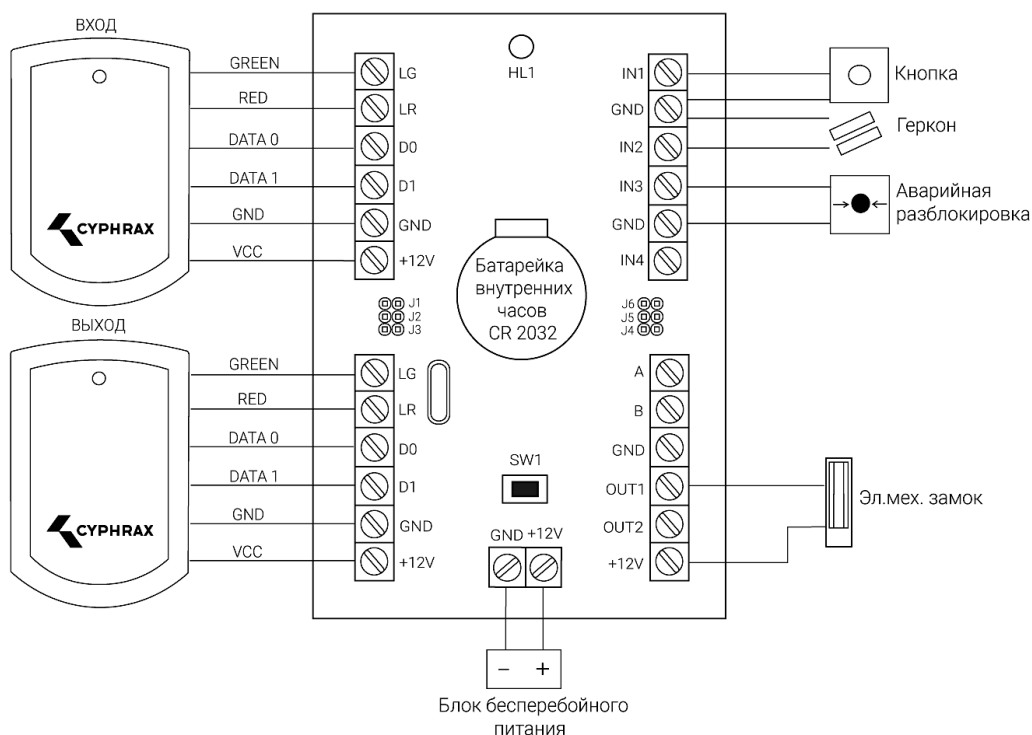 ВХОД
GREEN
RED
DATA 0
DATA 1
GND
VCC
CYPHRAX
LG
LR
D0
D1
GND
+12V
HL1
IN1
GND
IN2
IN3
GND
IN4
Кнопка
Геркон
Аварийная
разблокировка
Батарейка
внутренних
часов
CR 2032
J1
J2
J3
J6
J5
J4
ВЫХОД
GREEN
RED
DATA 0
DATA 1
GND
VCC
CYPHRAX
LG
LR
D0
D1
GND
+12V
SW1
GND +12V
A
B
GND
OUT1
OUT2
+12V
Эл.мех. замок
− +
Блок бесперебойного
питания